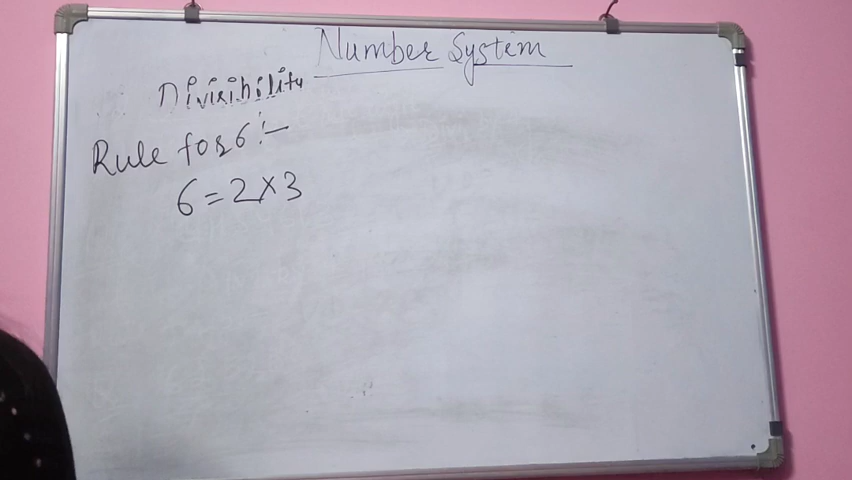 Number System
Divisibility
Rule for 6 :-
6 = 2 × 3